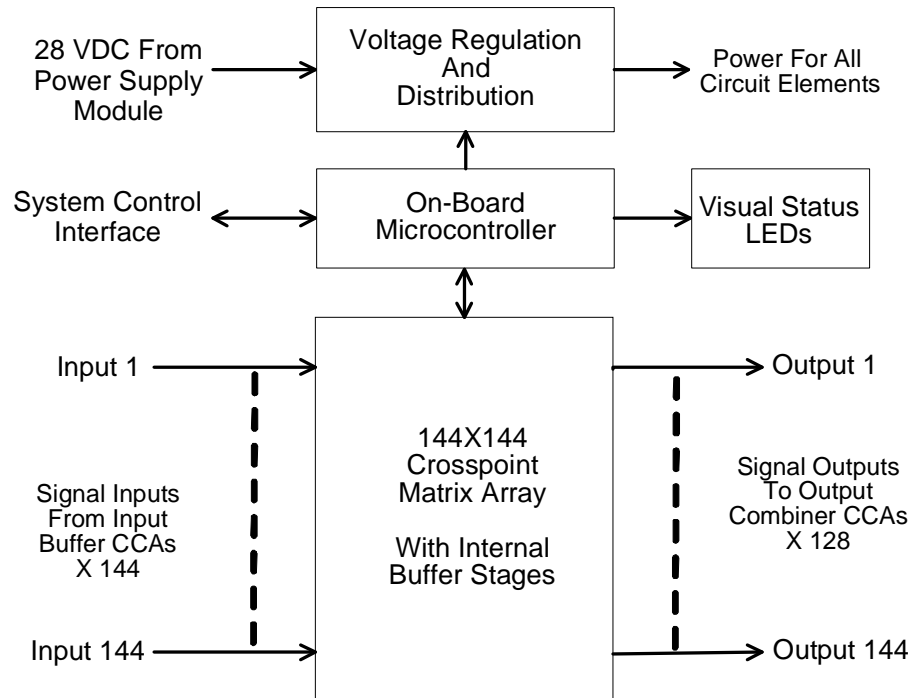 28 VDC From
Power Supply
Module
Voltage Regulation
And
Distribution
Power For All
Circuit Elements
System Control
Interface
On-Board
Microcontroller
Visual Status
LEDs
Input 1
Output 1
Signal Inputs
From Input
Buffer CCAs
X 144
144X144
Crosspoint
Matrix Array
With Internal
Buffer Stages
Signal Outputs
To Output
Combiner CCAs
X 128
Input 144
Output 144